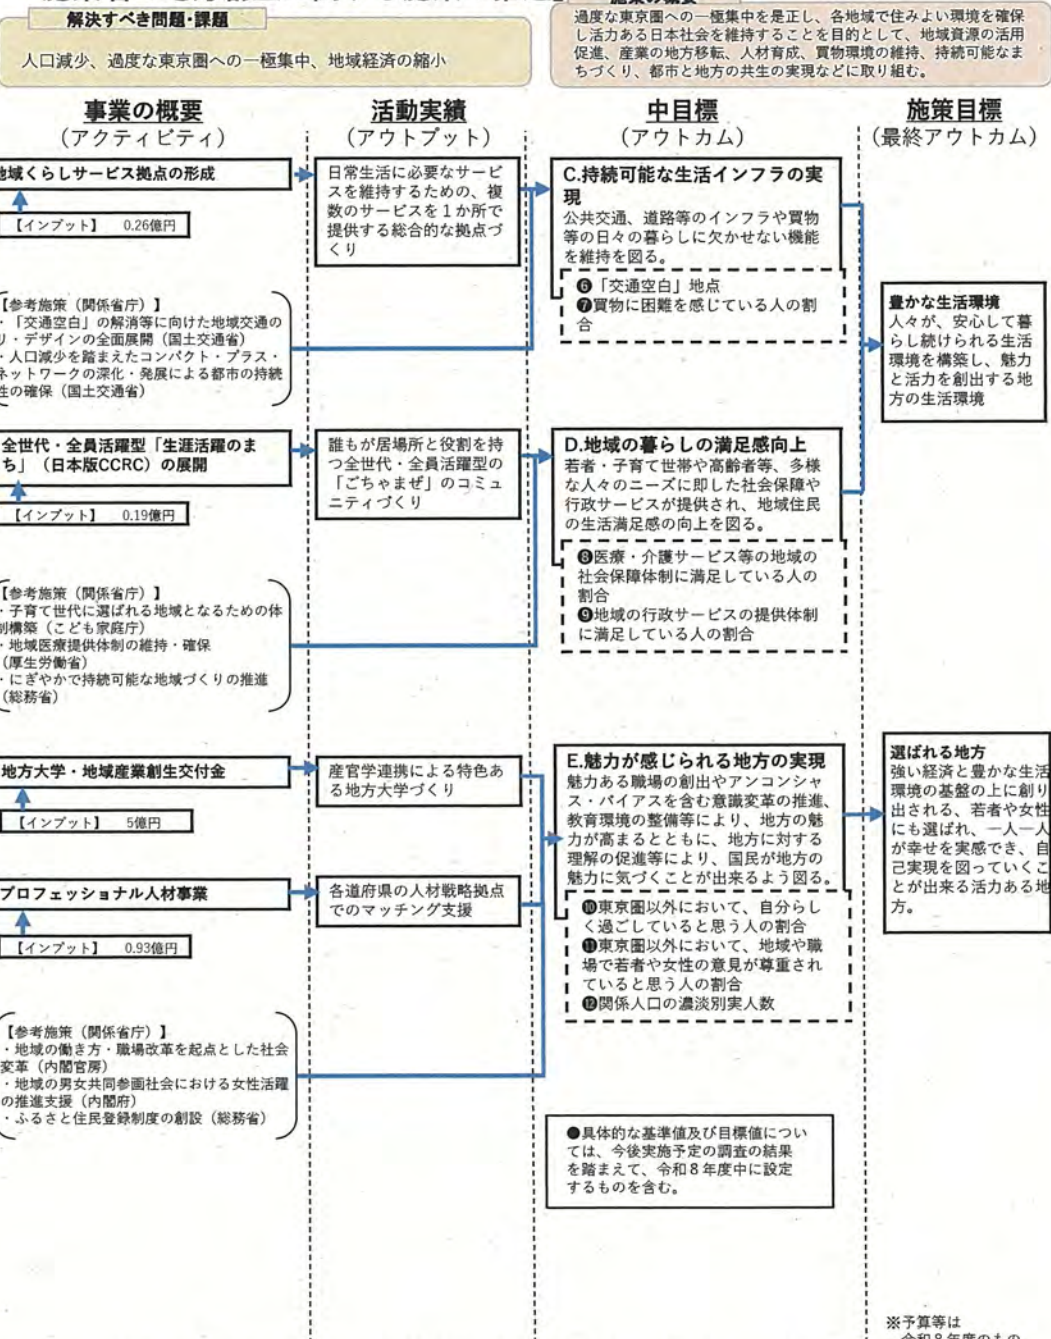 解決すべき問題・課題
人口減少、過度な東京圏への一極集中、地域経済の縮小
過度な東京圏への一極集中を是正し、各地域で住みよい環境を確保
し活力ある日本社会を維持することを目的として、地域資源の活用
促進、産業の地方移転、人材育成、買物環境の維持、持続可能なま
ちづくり、都市と地方の共生の実現などに取り組む。
事業の概要
(アクティビティ)
活動実績
(アウトプット)
中目標
(アウトカム)
施策目標
(最終アウトカム)
地域くらしサービス拠点の形成
【インプット】 0.26億円
日常生活に必要なサービ
スを維持するための、複
数のサービスを1か所で
提供する総合的な拠点づ
くり
C.持続可能な生活インフラの実
現
公共交通、道路等のインフラや買物
等の日々の暮らしに欠かせない機能
を維持を図る。
❻「交通空白」地点
❼買物に困難を感じている人の割
合
【参考施策(関係省庁)】
・「交通空白」の解消等に向けた地域交通の
リ・デザインの全面展開(国土交通省)
・人口減少を踏まえたコンパクト・プラス・
ネットワークの深化・発展による都市の持続
性の確保(国土交通省)
豊かな生活環境
人々が、安心して暮
らし続けられる生活
環境を構築し、魅力
と活力を創出する地
方の生活環境
全世代・全員活躍型「生涯活躍のま
ち」(日本版CCRC)の展開
【インプット】 0.19億円
誰もが居場所と役割を持
つ全世代・全員活躍型の
「ごちゃまぜ」のコミュ
ニティづくり
D.地域の暮らしの満足感向上
若者・子育て世帯や高齢者等、多様
な人々のニーズに即した社会保障や
行政サービスが提供され、地域住民
の生活満足感の向上を図る。
❽医療・介護サービス等の地域の
社会保障体制に満足している人の
割合
❾地域の行政サービスの提供体制
に満足している人の割合
【参考施策(関係省庁)】
・子育て世代に選ばれる地域となるための体
制構築(こども家庭庁)
・地域医療提供体制の維持・確保
(厚生労働省)
・にぎやかで持続可能な地域づくりの推進
(総務省)
地方大学・地域産業創生交付金
【インプット】 5億円
産官学連携による特色あ
る地方大学づくり
プロフェッショナル人材事業
【インプット】 0.93億円
各道府県の人材戦略拠点
でのマッチング支援
E.魅力が感じられる地方の実現
魅力ある職場の創出やアンコンシャ
ス・バイアスを含む意識変革の推進、
教育環境の整備等により、地方の魅
力が高まるとともに、地方に対する
理解の促進等により、国民が地方の
魅力に気づくことが出来るよう図る。
❿東京圏以外において、自分らし
く過ごしていると思う人の割合
⓫東京圏以外において、地域や職
場で若者や女性の意見が尊重され
ていると思う人の割合
⓬関係人口の濃淡別実人数
選ばれる地方
強い経済と豊かな生活
環境の基盤の上に創り
出される、若者や女性
にも選ばれ、一人一人
が幸せを実感でき、自
己実現を図っていくこ
とが出来る活力ある地
方。
【参考施策(関係省庁)】
・地域の働き方・職場改革を起点とした社会
変革(内閣官房)
・地域の男女共同参画社会における女性活躍
の推進支援(内閣府)
・ふるさと住民登録制度の創設(総務省)
●具体的な基準値及び目標値につい
ては、今後実施予定の調査の結果
を踏まえて、令和8年度中に設定
するものを含む。
※予算等は
令和8年度のもの